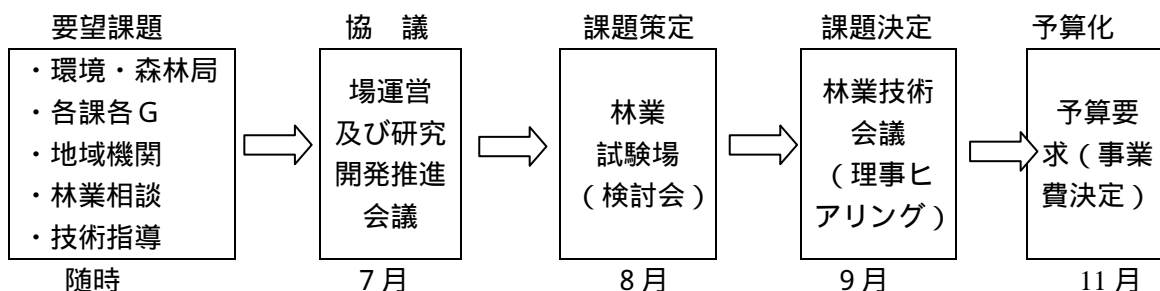 要望課題
・環境・森林局
・各課各G
・地域機関
・林業相談
・技術指導
随時
協　議
場運営
及び研究
開発推進
会議
7月
課題策定
林業
試験場
（検討会）
8月
課題決定
林業技術
会議
（理事ヒ
アリング）
9月
予算化
予算要
求（事業
費決定）
11月